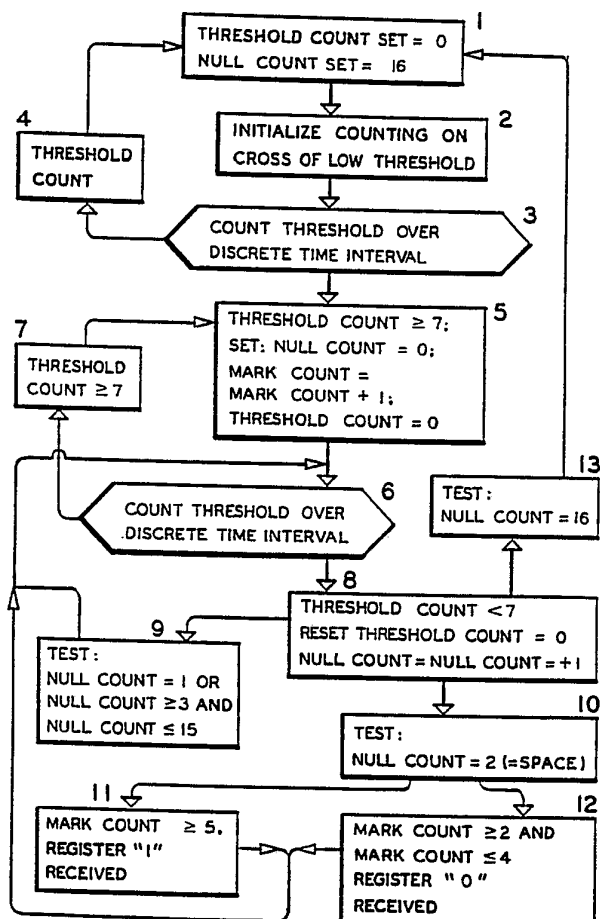 1
THRESHOLD COUNT SET = 0
NULL COUNT SET = 16
2
INITIALIZE COUNTING ON
CROSS OF LOW THRESHOLD
4
THRESHOLD
COUNT
3
COUNT THRESHOLD OVER
DISCRETE TIME INTERVAL
5
THRESHOLD COUNT ≥ 7;
SET: NULL COUNT = 0;
MARK COUNT =
MARK COUNT + 1;
THRESHOLD COUNT = 0
7
THRESHOLD
COUNT ≥ 7
6
COUNT THRESHOLD OVER
DISCRETE TIME INTERVAL
13
TEST:
NULL COUNT = 16
8
THRESHOLD COUNT < 7
RESET THRESHOLD COUNT = 0
NULL COUNT = NULL COUNT = +1
9
TEST:
NULL COUNT = 1 OR
NULL COUNT ≥ 3 AND
NULL COUNT ≤ 15
10
TEST:
NULL COUNT = 2 (=SPACE)
11
MARK COUNT ≥ 5.
REGISTER "1"
RECEIVED
12
MARK COUNT ≥ 2 AND
MARK COUNT ≤ 4
REGISTER "0"
RECEIVED